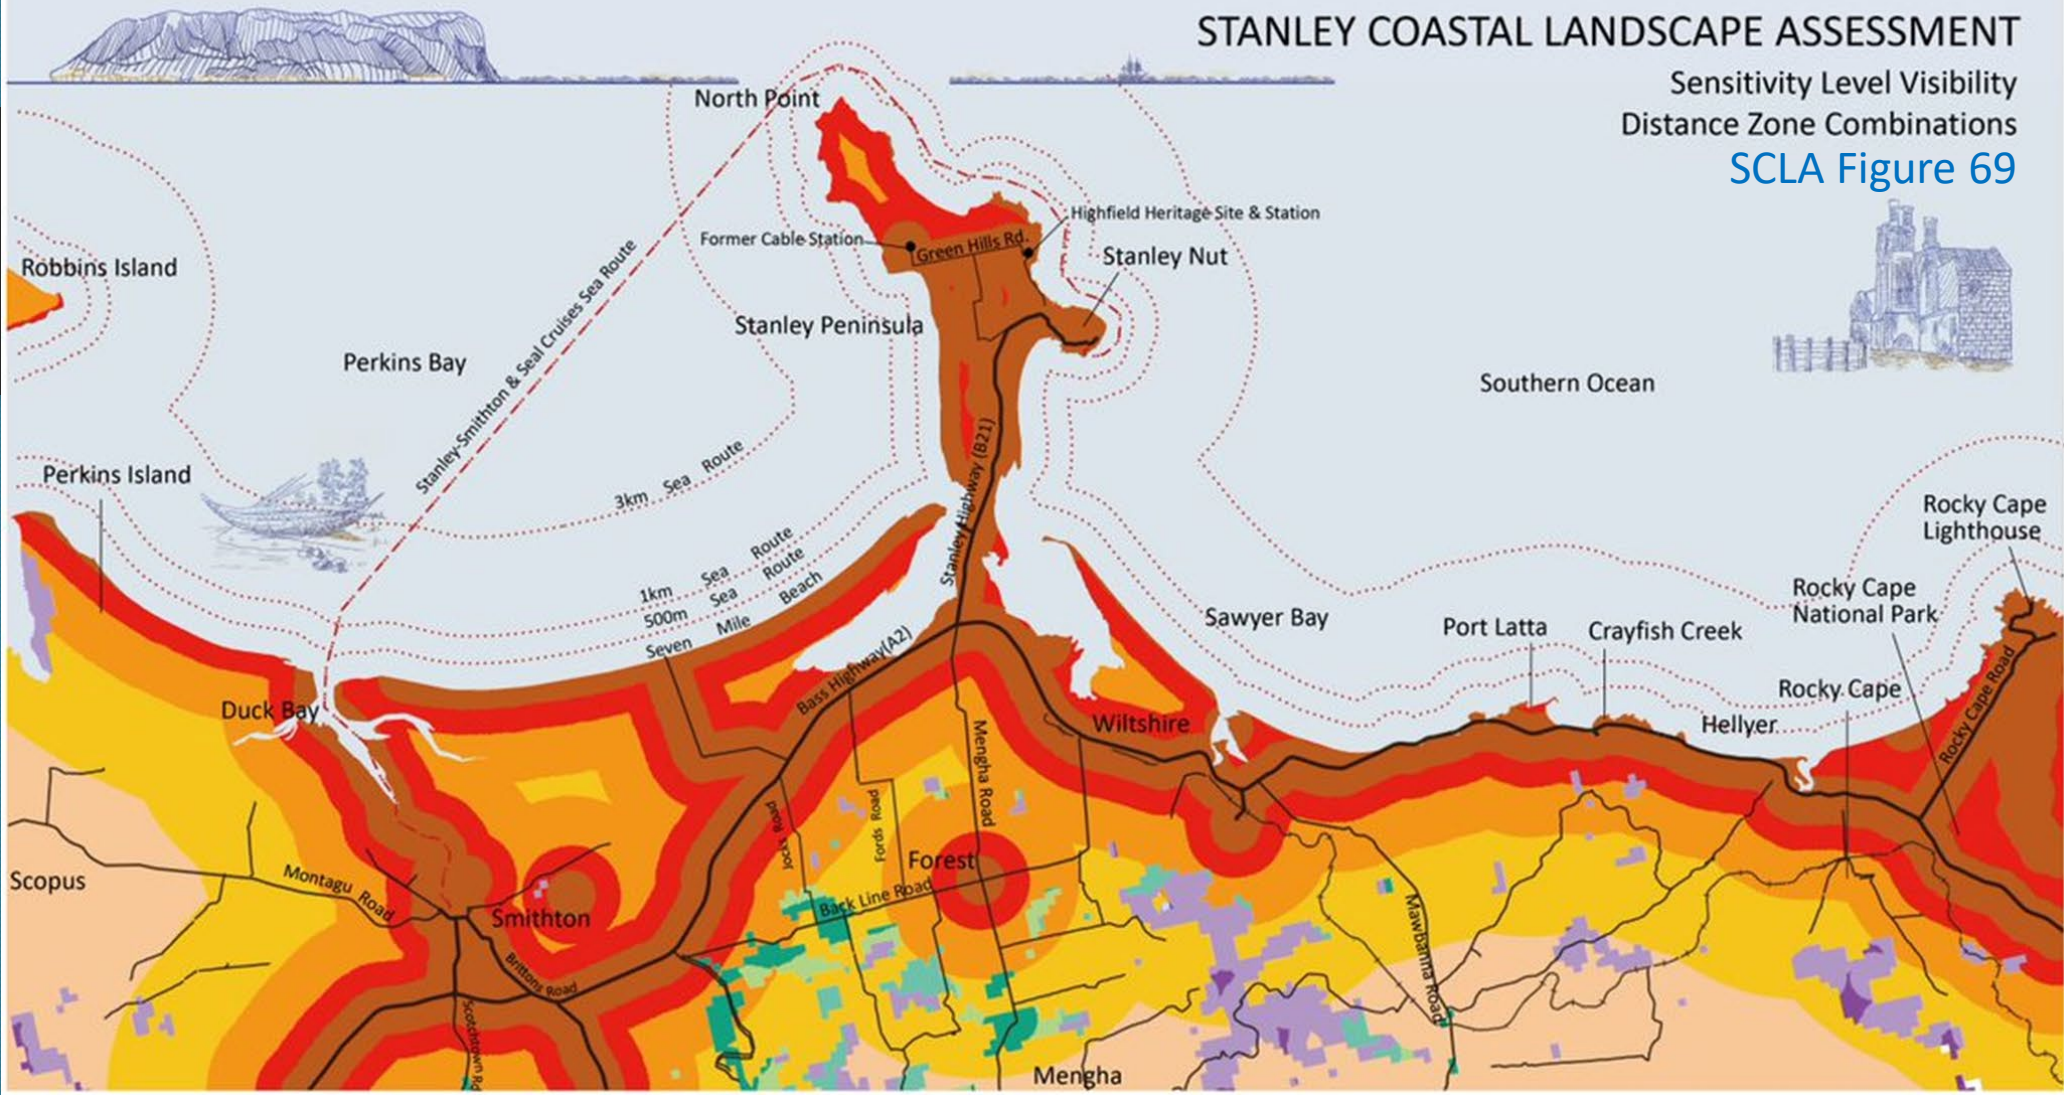 STANLEY COASTAL LANDSCAPE ASSESSMENT
Sensitivity Level Visibility
Distance Zone Combinations
SCLA Figure 69
North Point
Highfield Heritage Site & Station
Former Cable Station
Green Hills Rd.
Stanley Nut
Robbins Island
Stanley-Smithton & Seal Cruises Sea Route
Stanley Peninsula
Perkins Bay
Southern Ocean
Perkins Island
3km Sea Route
Stanley Highway (B21)
Rocky Cape
Lighthouse
1km Sea Route
500m Sea Route
Seven Mile Beach
Rocky Cape
National Park
Sawyer Bay
Port Latta
Crayfish Creek
Bass Highway(A2)
Rocky Cape Road
Rocky Cape
Duck Bay
Wiltshire
Hellyer
Mengha Road
Jocks Road
Fords Road
Forest
Scopus
Montagu Road
Back Line Road
Smithton
Mawbanna Road
Brittons Road
Scotchtown Rd
Mengha